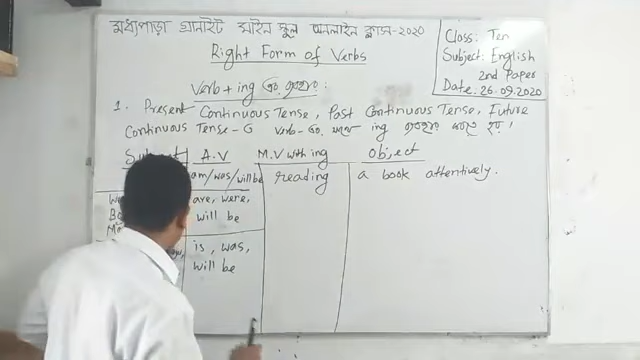 মধ্যপাড়া গ্রানাইট মাইন স্কুল অনলাইন ক্লাস-২০২০
Class: Ten
Subject: English
2nd Paper
Date: 26.09.2020
Right Form of Verbs
Verb + ing এর ব্যবহার:
1. Present Continuous Tense, Past Continuous Tense, Future
Continuous Tense-এ verb-এর সাথে ing ব্যবহার করতে হয়।
Subject A.V M.V with ing object
am/was/will be reading a book attentively.
are, were,
will be
is, was,
will be